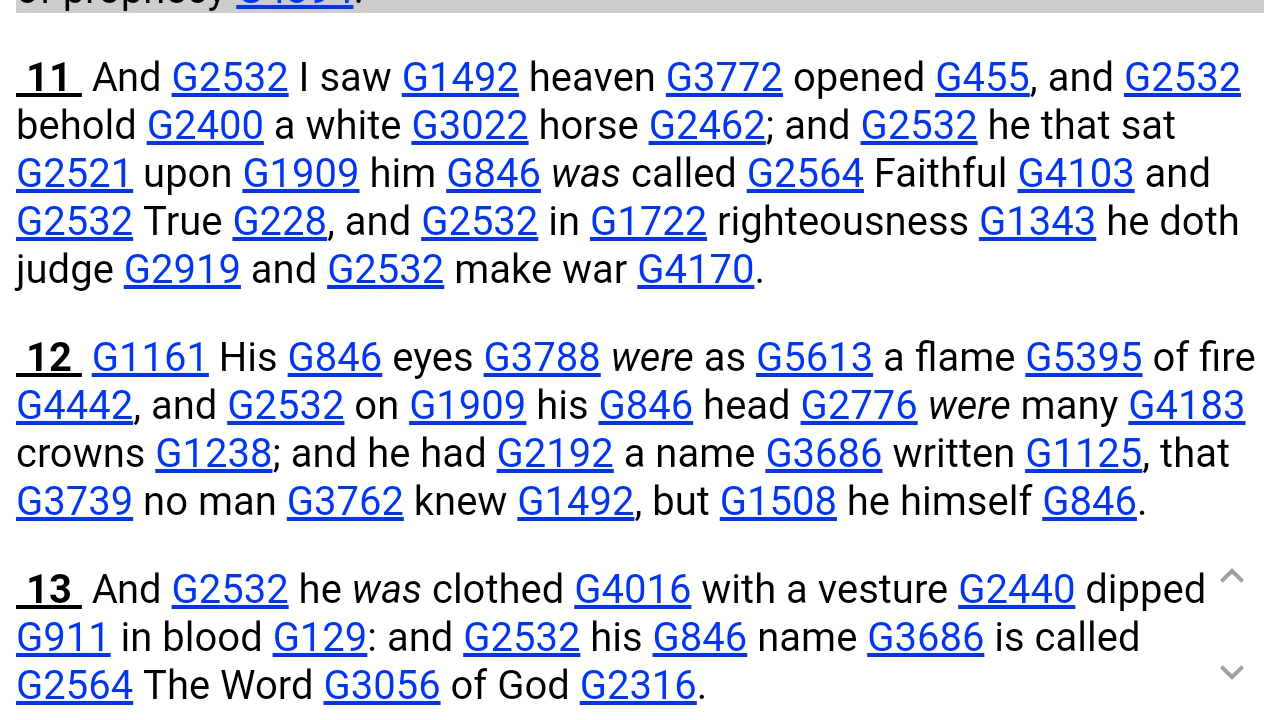 of prophecy
11 And G2532 I saw G1492 heaven G3772 opened G455, and G2532
behold G2400 a white G3022 horse G2462; and G2532 he that sat
G2521 upon G1909 him G846 was called G2564 Faithful G4103 and
G2532 True G228, and G2532 in G1722 righteousness G1343 he doth
judge G2919 and G2532 make war G4170.
12 G1161 His G846 eyes G3788 were as G5613 a flame G5395 of fire
G4442, and G2532 on G1909 his G846 head G2776 were many G4183
crowns G1238; and he had G2192 a name G3686 written G1125, that
G3739 no man G3762 knew G1492, but G1508 he himself G846.
13 And G2532 he was clothed G4016 with a vesture G2440 dipped
G911 in blood G129: and G2532 his G846 name G3686 is called
G2564 The Word G3056 of God G2316.